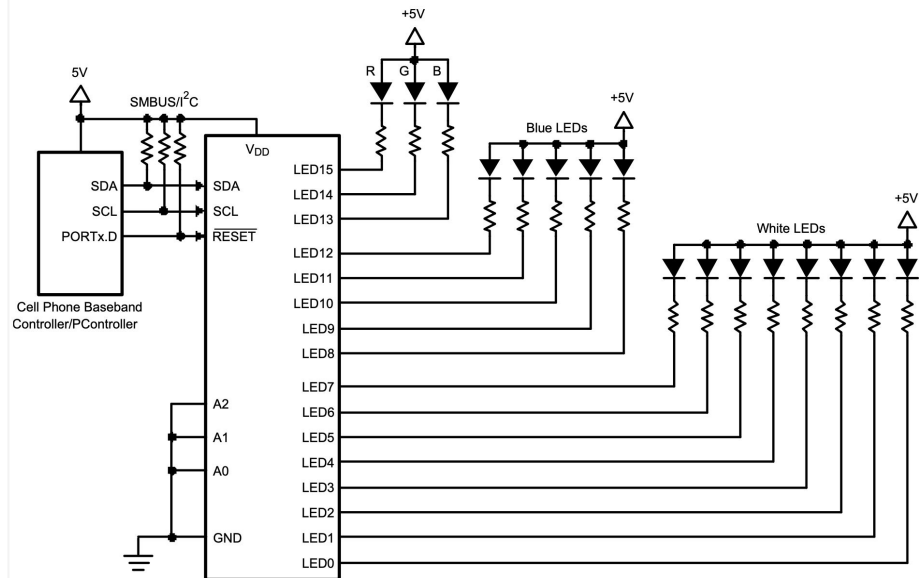 +5V
R G B
5V
SMBUS/I²C
+5V
Blue LEDs
V_DD
LED15
SDA SDA
LED14
SCL SCL
LED13
+5V
PORTx.D RESET
White LEDs
LED12
LED11
LED10
Cell Phone Baseband
Controller/PController
LED9
LED8
LED7
A2
LED6
A1
LED5
LED4
A0
LED3
LED2
GND
LED1
LED0